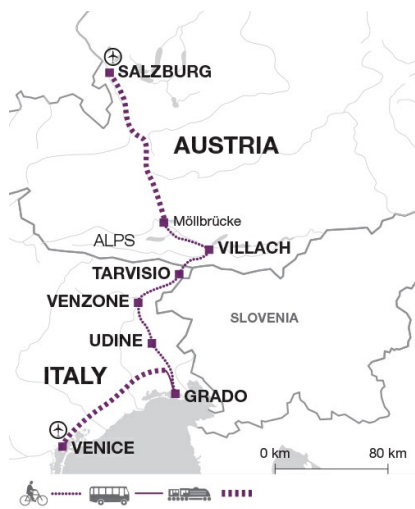 SALZBURG
AUSTRIA
Möllbrücke
ALPS
VILLACH
TARVISIO
VENZONE
SLOVENIA
UDINE
ITALY
GRADO
VENICE
0 km 80 km